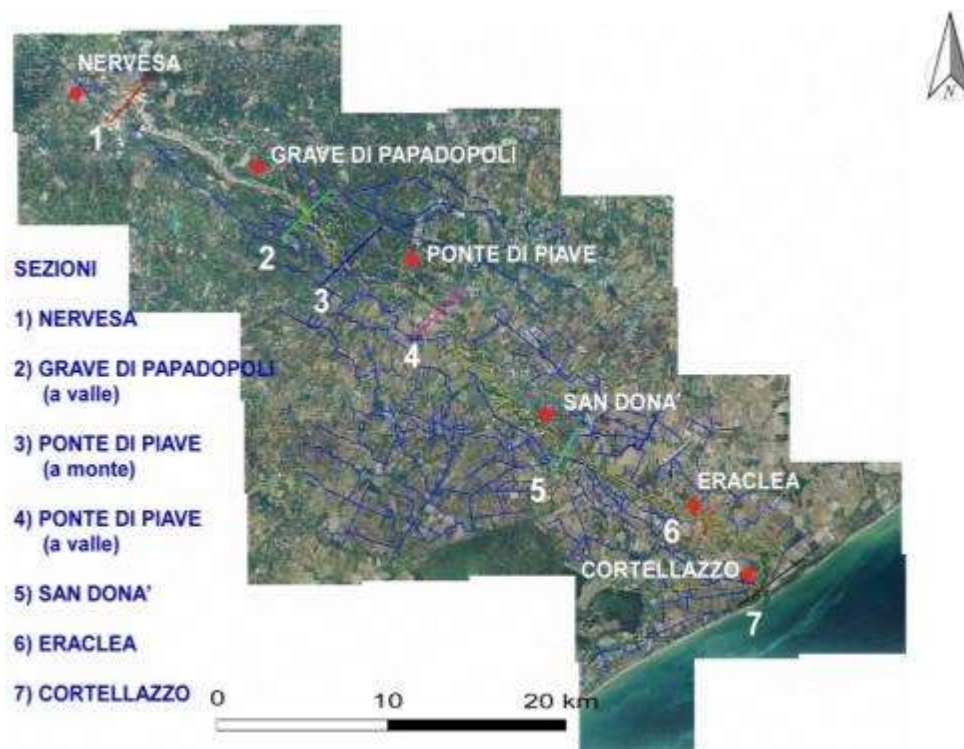 NERVESA
1
GRAVE DI PAPADOPOLI
2
PONTE DI PIAVE
3
4
SAN DONA'
5
ERACLEA
6
CORTELLAZZO
7
N
SEZIONI
1) NERVESA
2) GRAVE DI PAPADOPOLI
(a valle)
3) PONTE DI PIAVE
(a monte)
4) PONTE DI PIAVE
(a valle)
5) SAN DONA'
6) ERACLEA
7) CORTELLAZZO
0 10 20 km